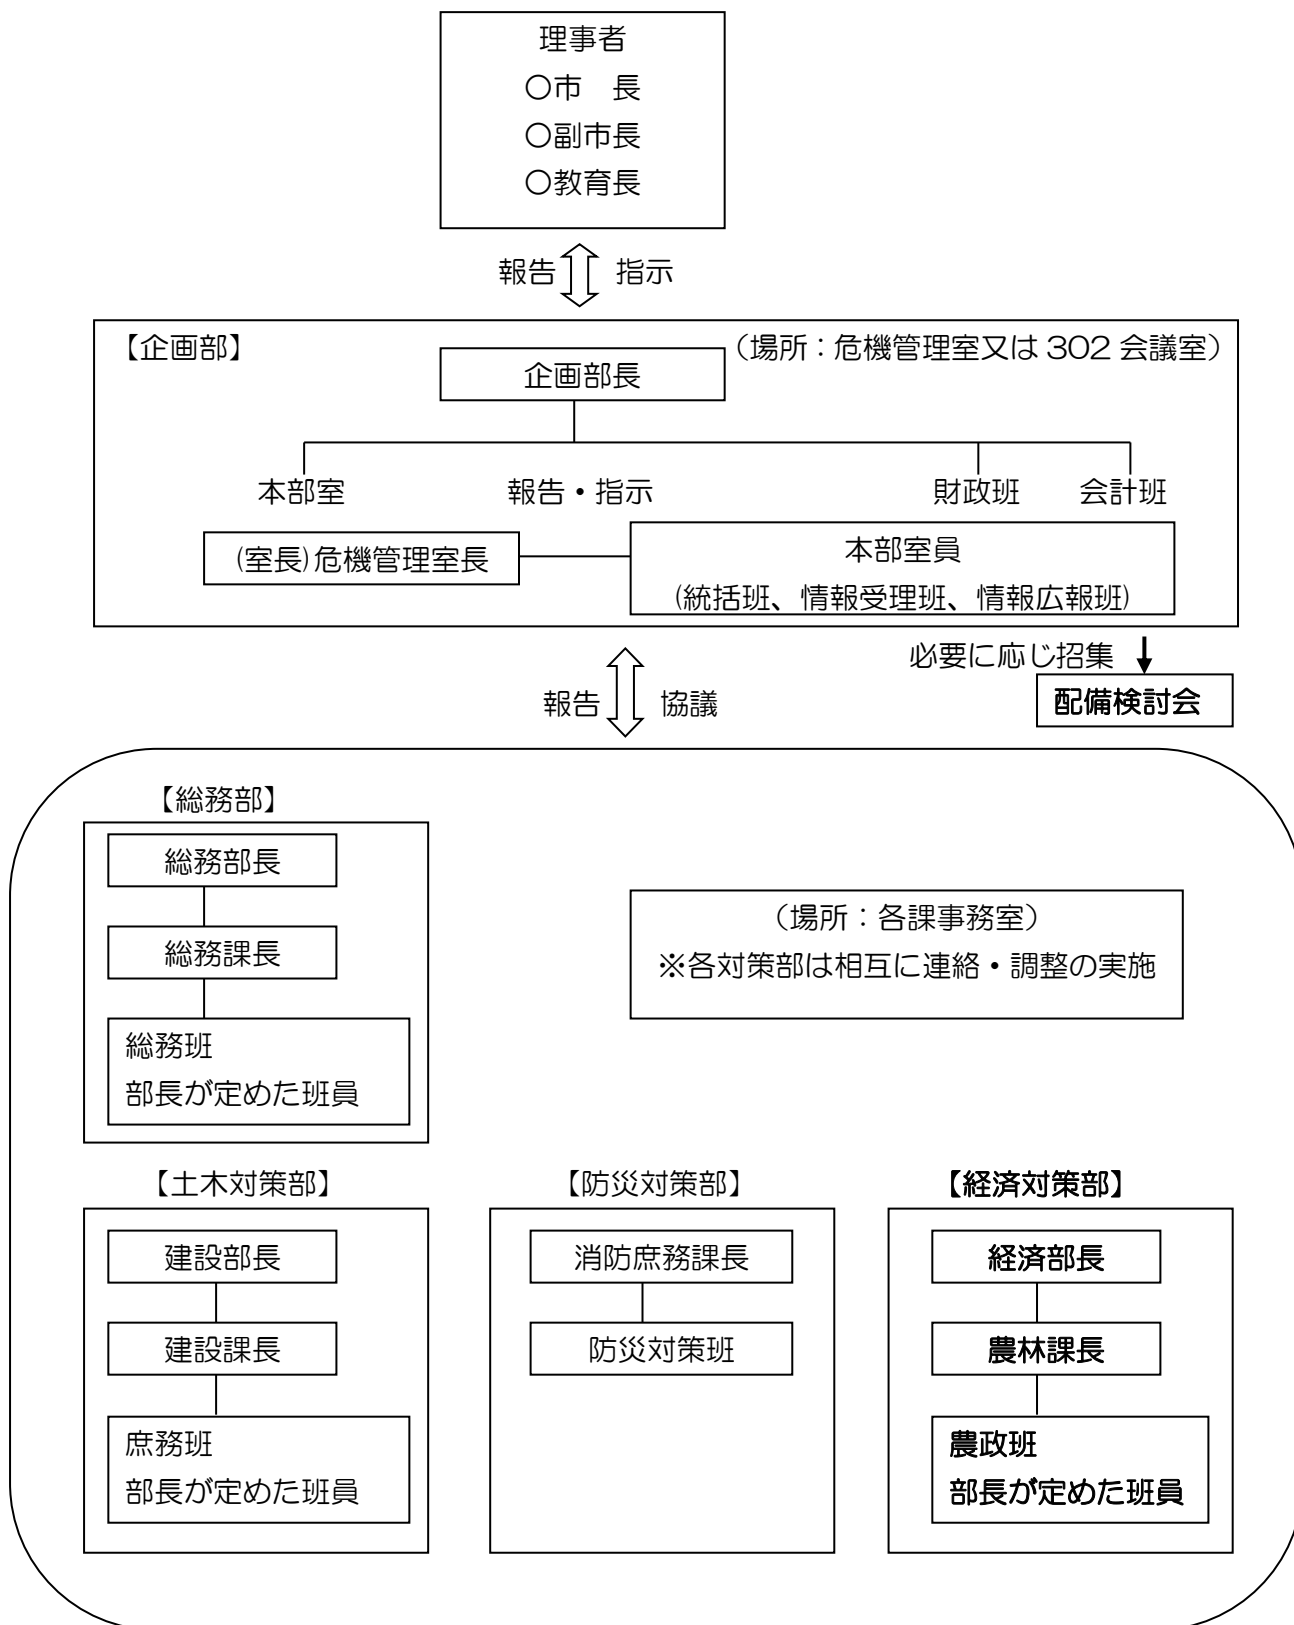 理事者
○市　長
○副市長
○教育長
報告 指示
【企画部】 （場所：危機管理室又は 302 会議室）
企画部長
本部室 報告・指示 財政班 会計班
(室長)危機管理室長
本部室員
(統括班、情報受理班、情報広報班)
必要に応じ招集
配備検討会
報告 協議
【総務部】
総務部長
総務課長
総務班
部長が定めた班員
（場所：各課事務室）
※各対策部は相互に連絡・調整の実施
【土木対策部】
建設部長
建設課長
庶務班
部長が定めた班員
【防災対策部】
消防庶務課長
防災対策班
【経済対策部】
経済部長
農林課長
農政班
部長が定めた班員